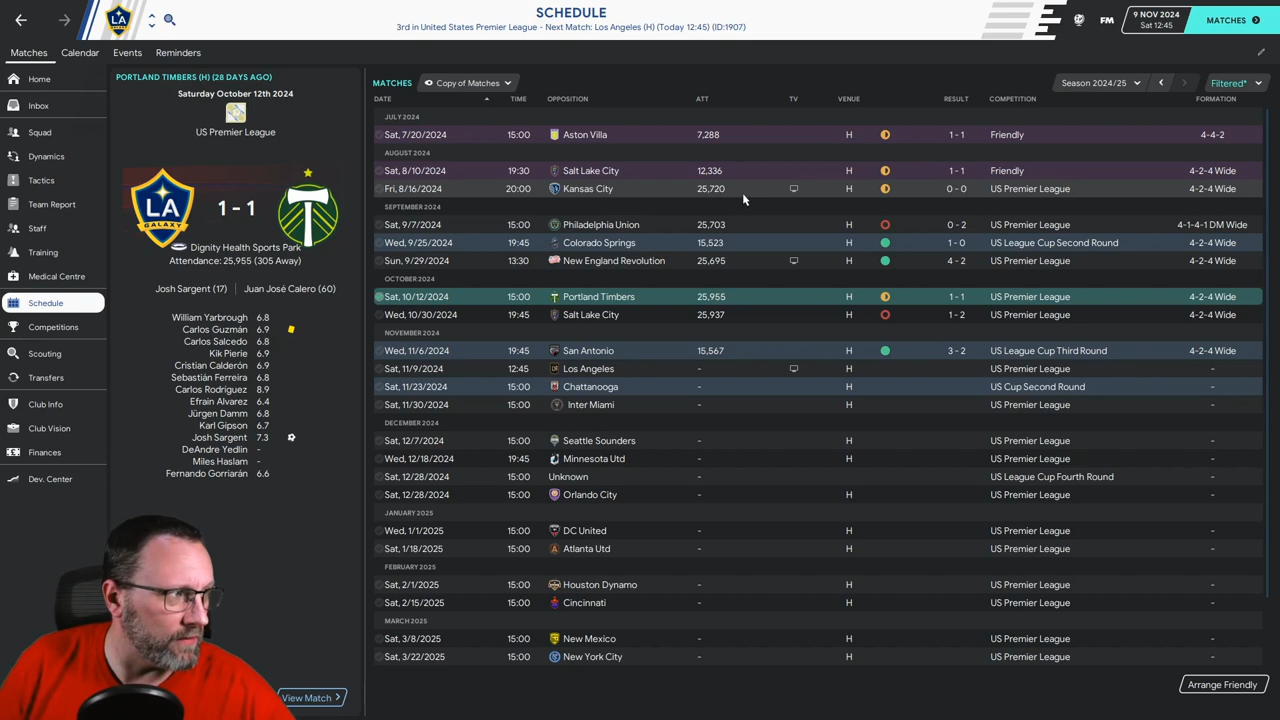 SCHEDULE
3rd in United States Premier League - Next Match: Los Angeles (H) (Today 12:45) (ID:1907)
FM
9 NOV 2024
Sat 12:45
MATCHES
Matches Calendar Events Reminders
Home
Inbox
Squad
Dynamics
Tactics
Team Report
Staff
Training
Medical Centre
Schedule
Competitions
Scouting
Transfers
Club Info
Club Vision
Finances
Dev. Center
PORTLAND TIMBERS (H) (28 DAYS AGO)
Saturday October 12th 2024
US Premier League
LA
GALAXY
1 - 1
Dignity Health Sports Park
Attendance: 25,955 (305 Away)
Josh Sargent (17) | Juan José Calero (60)
William Yarbrough 6.8
Carlos Guzmán 6.9
Carlos Salcedo 6.8
Kik Pierie 6.9
Cristian Calderón 6.9
Sebastián Ferreira 6.8
Carlos Rodríguez 8.9
Efrain Alvarez 6.4
Jürgen Damm 6.8
Karl Gipson 6.7
Josh Sargent 7.3
DeAndre Yedlin -
Miles Haslam -
Fernando Gorriarán 6.6
View Match
MATCHES Copy of Matches Season 2024/25 Filtered*
DATE TIME OPPOSITION ATT TV VENUE RESULT COMPETITION FORMATION
JULY 2024
Sat, 7/20/2024 15:00 Aston Villa 7,288 H 1 - 1 Friendly 4-4-2
AUGUST 2024
Sat, 8/10/2024 19:30 Salt Lake City 12,336 H 1 - 1 Friendly 4-2-4 Wide
Fri, 8/16/2024 20:00 Kansas City 25,720 H 0 - 0 US Premier League 4-2-4 Wide
SEPTEMBER 2024
Sat, 9/7/2024 15:00 Philadelphia Union 25,703 H 0 - 2 US Premier League 4-1-4-1 DM Wide
Wed, 9/25/2024 19:45 Colorado Springs 15,523 H 1 - 0 US League Cup Second Round 4-2-4 Wide
Sun, 9/29/2024 13:30 New England Revolution 25,695 H 4 - 2 US Premier League 4-2-4 Wide
OCTOBER 2024
Sat, 10/12/2024 15:00 Portland Timbers 25,955 H 1 - 1 US Premier League 4-2-4 Wide
Wed, 10/30/2024 19:45 Salt Lake City 25,937 H 1 - 2 US Premier League 4-2-4 Wide
NOVEMBER 2024
Wed, 11/6/2024 19:45 San Antonio 15,567 H 3 - 2 US League Cup Third Round 4-2-4 Wide
Sat, 11/9/2024 12:45 Los Angeles - H US Premier League -
Sat, 11/23/2024 15:00 Chattanooga - H US Cup Second Round -
Sat, 11/30/2024 15:00 Inter Miami - H US Premier League -
DECEMBER 2024
Sat, 12/7/2024 15:00 Seattle Sounders - H US Premier League -
Wed, 12/18/2024 19:45 Minnesota Utd - H US Premier League -
Sat, 12/28/2024 15:00 Unknown - US League Cup Fourth Round -
Sat, 12/28/2024 15:00 Orlando City - H US Premier League -
JANUARY 2025
Wed, 1/1/2025 15:00 DC United - H US Premier League -
Sat, 1/18/2025 15:00 Atlanta Utd - H US Premier League -
FEBRUARY 2025
Sat, 2/1/2025 15:00 Houston Dynamo - H US Premier League -
Sat, 2/15/2025 15:00 Cincinnati - H US Premier League -
MARCH 2025
Sat, 3/8/2025 15:00 New Mexico - H US Premier League -
Sat, 3/22/2025 15:00 New York City - H US Premier League -
Arrange Friendly